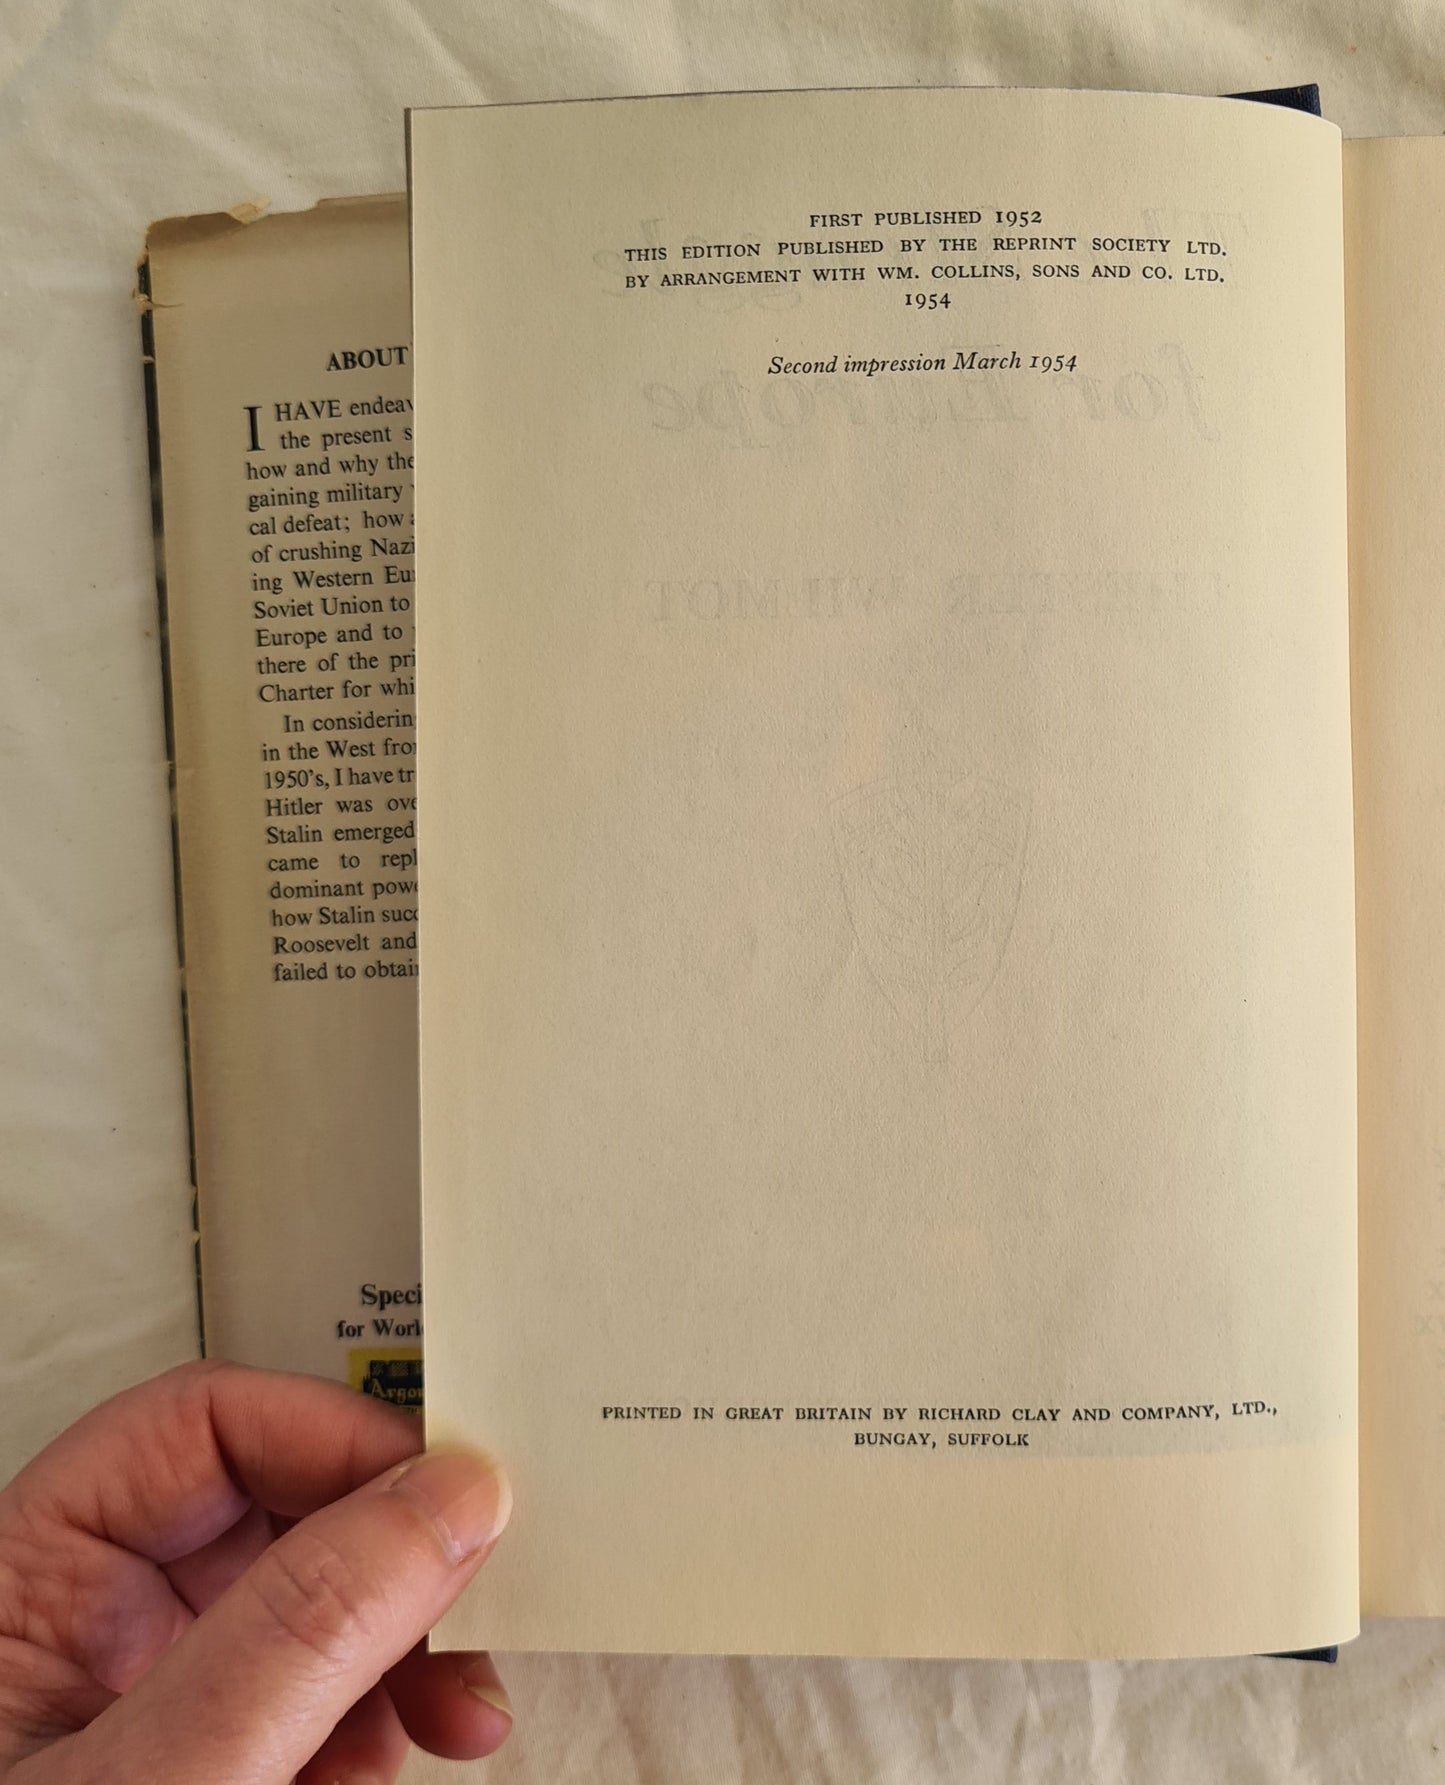 ABOUT
I HAVE endeav
the present s
how and why the
gaining military
cal defeat; how a
of crushing Nazi
ing Western Eur
Soviet Union to
Europe and to
there of the pri
Charter for whi
In considerin
in the West fro
1950's, I have tr
Hitler was ove
Stalin emerged
came to repl
dominant powe
how Stalin succ
Roosevelt and
failed to obtai
Speci
for Worl
Argo
FIRST PUBLISHED 1952
THIS EDITION PUBLISHED BY THE REPRINT SOCIETY LTD.
BY ARRANGEMENT WITH WM. COLLINS, SONS AND CO. LTD.
1954
Second impression March 1954
PRINTED IN GREAT BRITAIN BY RICHARD CLAY AND COMPANY, LTD.,
BUNGAY, SUFFOLK